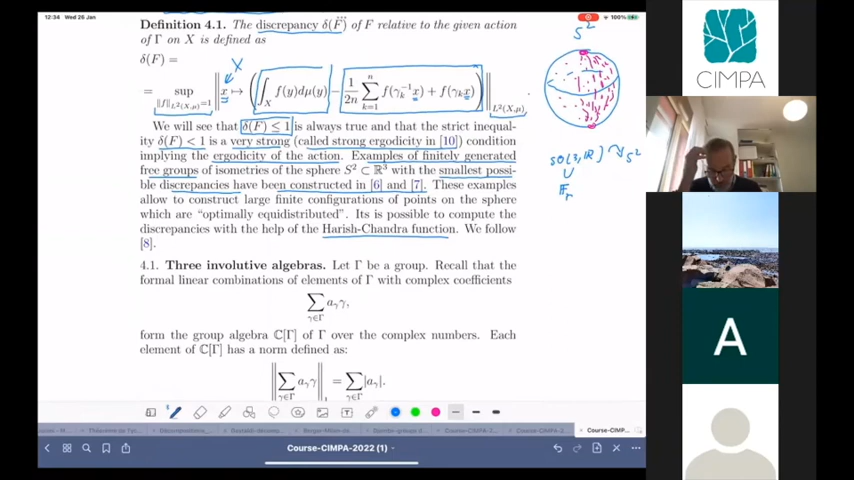 12:34 Wed 26 Jan
100%
Definition 4.1. The discrepancy δ(F) of F relative to the given action
of Γ on X is defined as
δ(F) =
X
= sup ‖f‖_{L²(X,μ)}=1 ‖ x ↦ ( ∫_X f(y)dμ(y) − 1/2n ∑_{k=1}^{n} f(γ_k^{-1}x) + f(γ_k x) ) ‖_{L²(X,μ)}
We will see that δ(F) ≤ 1 is always true and that the strict inequal-
ity δ(F) < 1 is a very strong (called strong ergodicity in [10]) condition
implying the ergodicity of the action. Examples of finitely generated
free groups of isometries of the sphere S² ⊂ ℝ³ with the smallest possi-
ble discrepancies have been constructed in [6] and [7]. These examples
allow to construct large finite configurations of points on the sphere
which are "optimally equidistributed". Its is possible to compute the
discrepancies with the help of the Harish-Chandra function. We follow
[8].
4.1. Three involutive algebras. Let Γ be a group. Recall that the
formal linear combinations of elements of Γ with complex coefficients
∑_{γ∈Γ} a_γ γ,
form the group algebra ℂ[Γ] of Γ over the complex numbers. Each
element of ℂ[Γ] has a norm defined as:
‖ ∑_{γ∈Γ} a_γ γ ‖_1 = ∑_{γ∈Γ} |a_γ|.
S²
SO(3,ℝ) ↷ S²
∪
F_r
CIMPA
A
Course-CIMPA-2022
Course-CIMP...
Course-CIMPA-2022 (1)